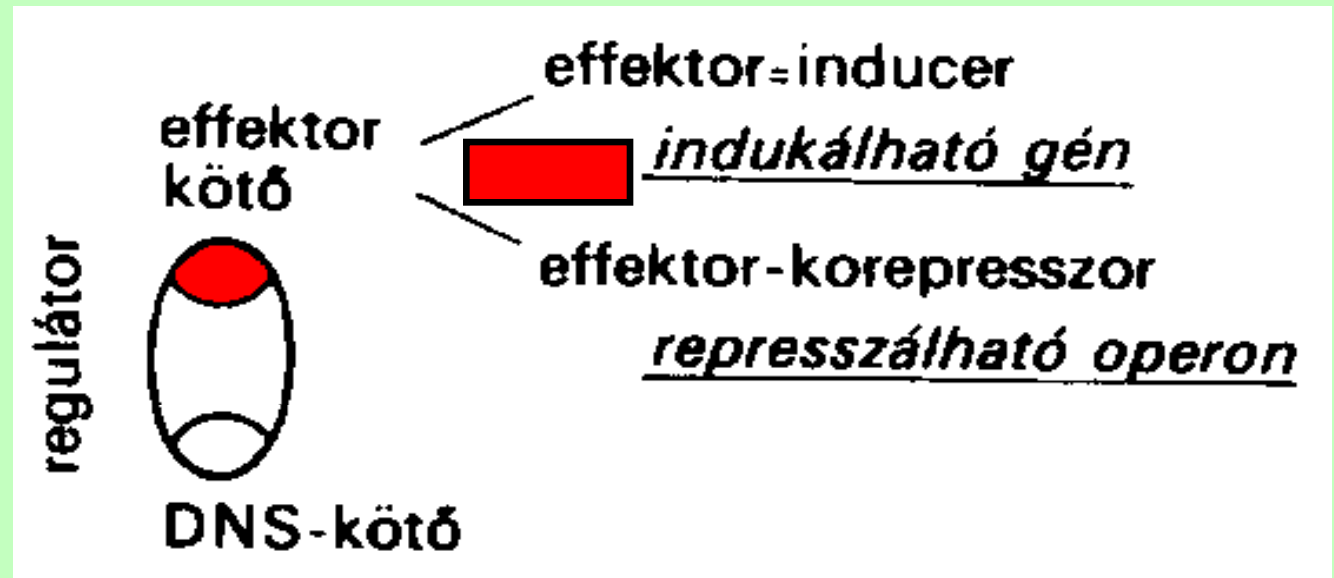 effektor=inducer
effektor
kötő
indukálható gén
effektor-korepresszor
represszálható operon
regulátor
DNS-kötő